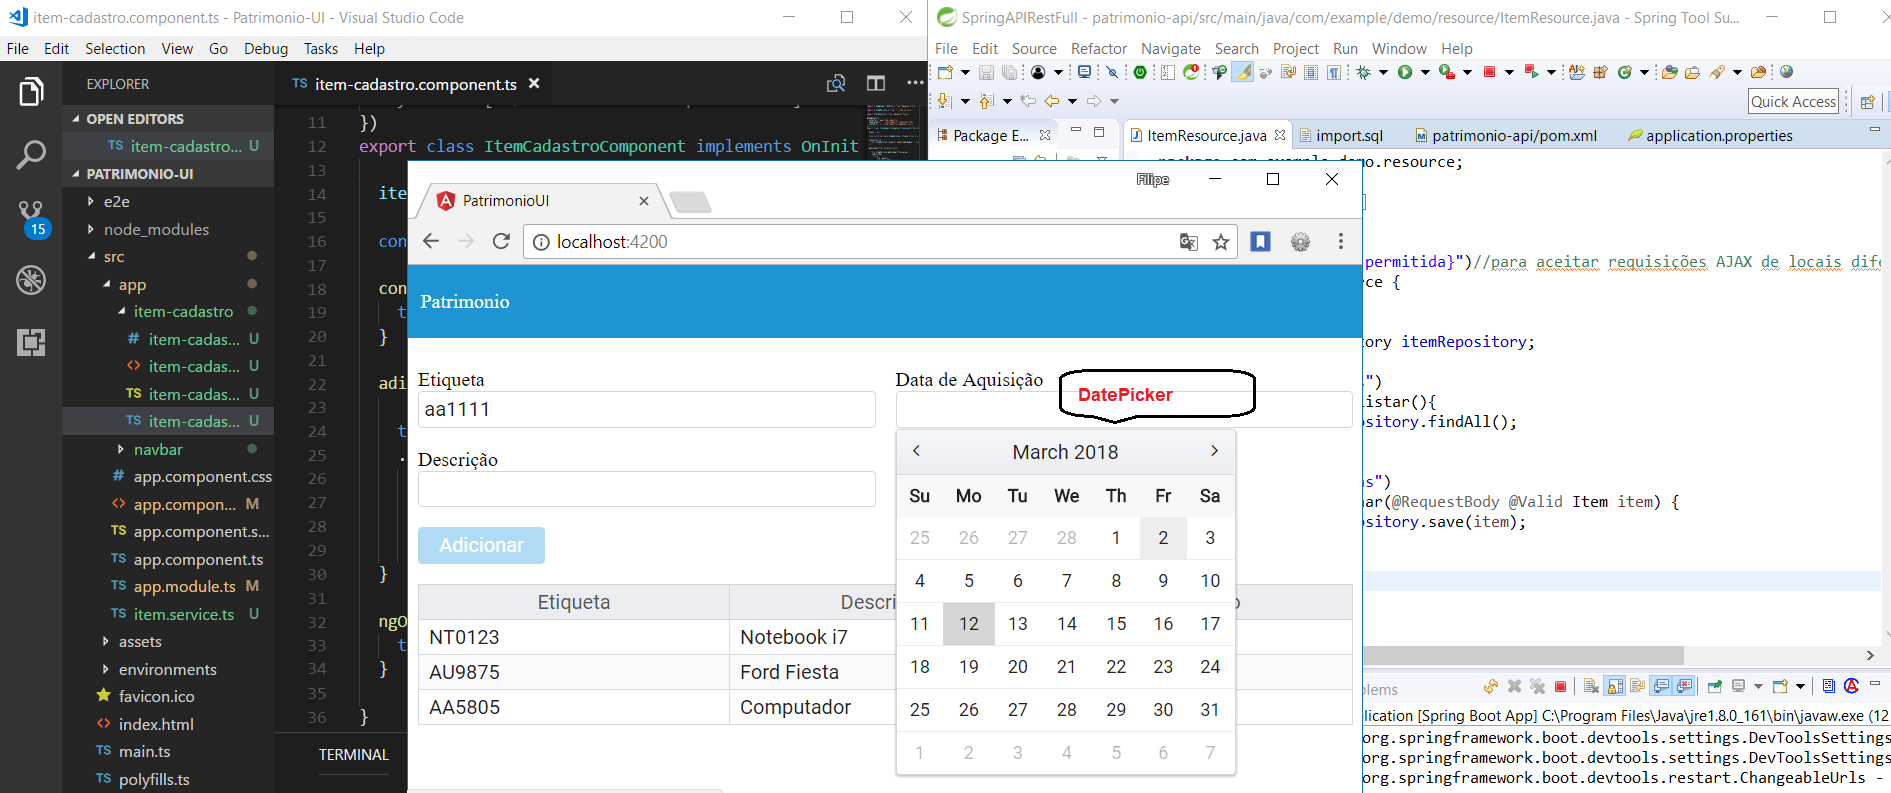 item-cadastro.component.ts - Patrimonio-UI - Visual Studio Code
File Edit Selection View Go Debug Tasks Help
EXPLORER
OPEN EDITORS
TS item-cadastro... U
PATRIMONIO-UI
e2e
node_modules
src
app
item-cadastro
# item-cadas... U
<> item-cadas... U
TS item-cadas... U
TS item-cadas... U
navbar
# app.component.css
<> app.compon... M
TS app.component.s...
TS app.component.ts
TS app.module.ts M
TS item.service.ts U
assets
environments
favicon.ico
<> index.html
TS main.ts
TS polyfills.ts
15
TS item-cadastro.component.ts
11 })
12 export class ItemCadastroComponent implements OnInit
13
14 ite
15
16 con
17
18 con
19 t
20 }
21
22 adi
23
24 t
25 .
26
27
28
29
30 }
31
32 ngO
33 t
34 }
35
36 }
TERMINAL
Filipe
PatrimonioUI
localhost:4200
Patrimonio
Etiqueta
aa1111
Data de Aquisição
DatePicker
Descrição
Adicionar
March 2018
Su Mo Tu We Th Fr Sa
25 26 27 28 1 2 3
4 5 6 7 8 9 10
11 12 13 14 15 16 17
18 19 20 21 22 23 24
25 26 27 28 29 30 31
1 2 3 4 5 6 7
Etiqueta Descri o
NT0123 Notebook i7
AU9875 Ford Fiesta
AA5805 Computador
SpringAPIRestFull - patrimonio-api/src/main/java/com/example/demo/resource/ItemResource.java - Spring Tool Su...
File Edit Source Refactor Navigate Search Project Run Window Help
Quick Access
Package E...
ItemResource.java
import.sql
patrimonio-api/pom.xml
application.properties
package com.example.demo.resource;
permitida}")//para aceitar requisições AJAX de locais dife
rce {
tory itemRepository;
")
listar(){
sitory.findAll();
s")
nar(@RequestBody @Valid Item item) {
sitory.save(item);
blems
lication [Spring Boot App] C:\Program Files\Java\jre1.8.0_161\bin\javaw.exe (12
org.springframework.boot.devtools.settings.DevToolsSettings
org.springframework.boot.devtools.settings.DevToolsSettings
org.springframework.boot.devtools.restart.ChangeableUrls -